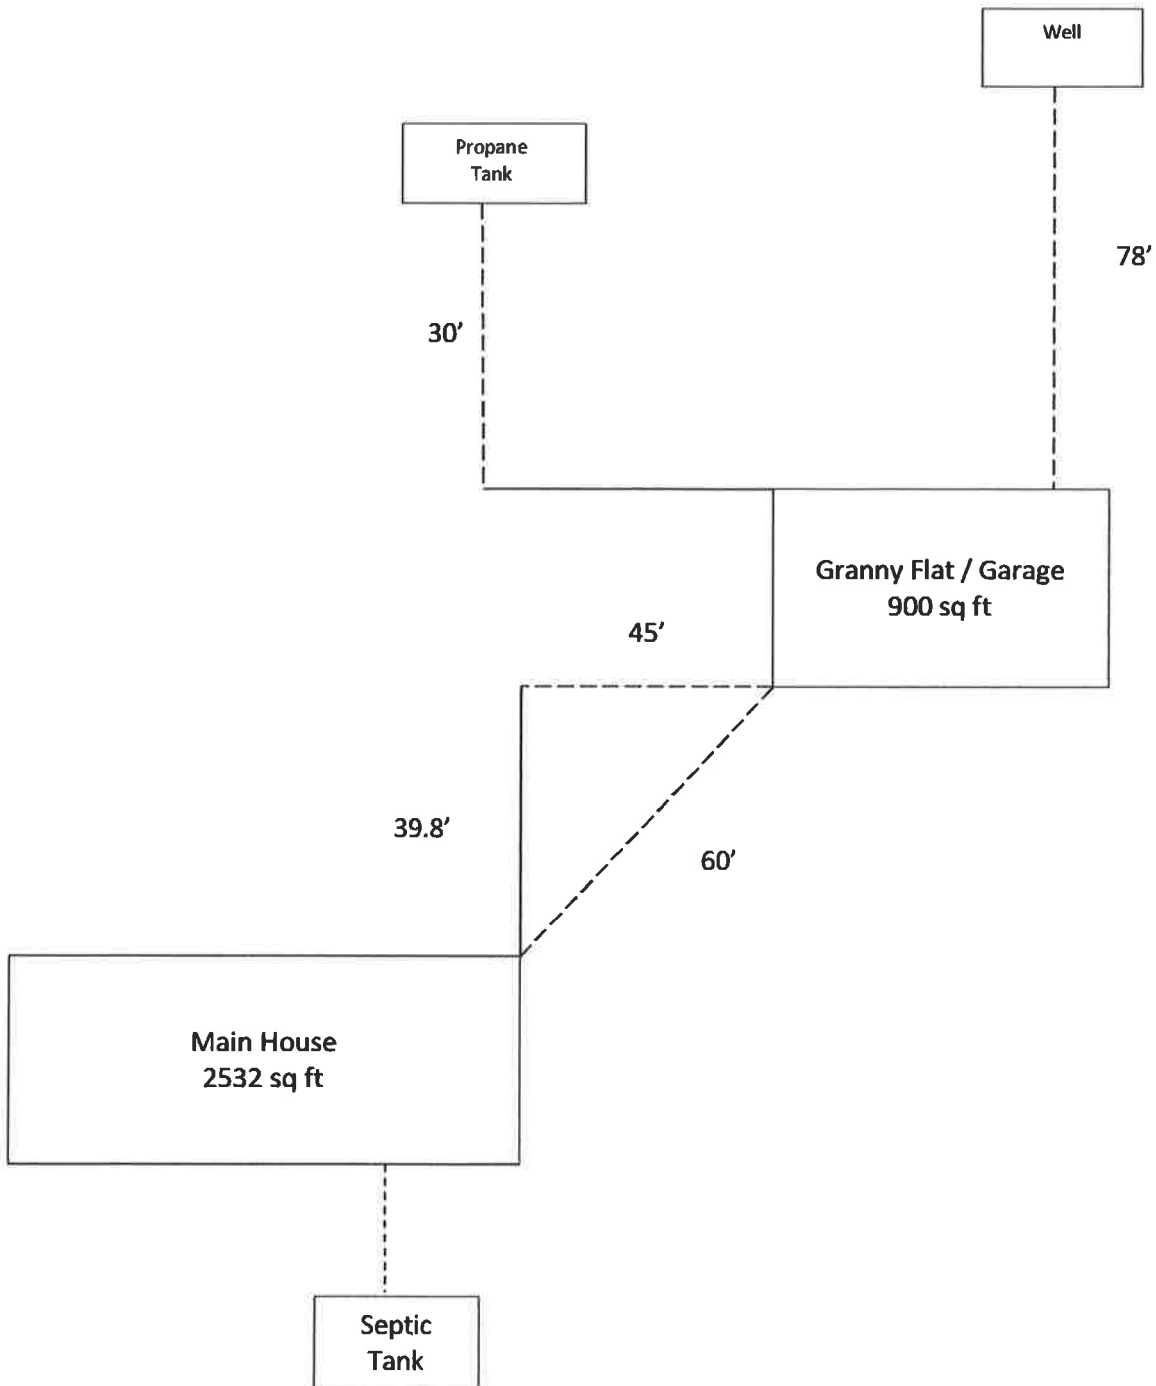 Well
Propane
Tank
78’
30’
Granny Flat / Garage
900 sq ft
45’
39.8’
60’
Main House
2532 sq ft
Septic
Tank